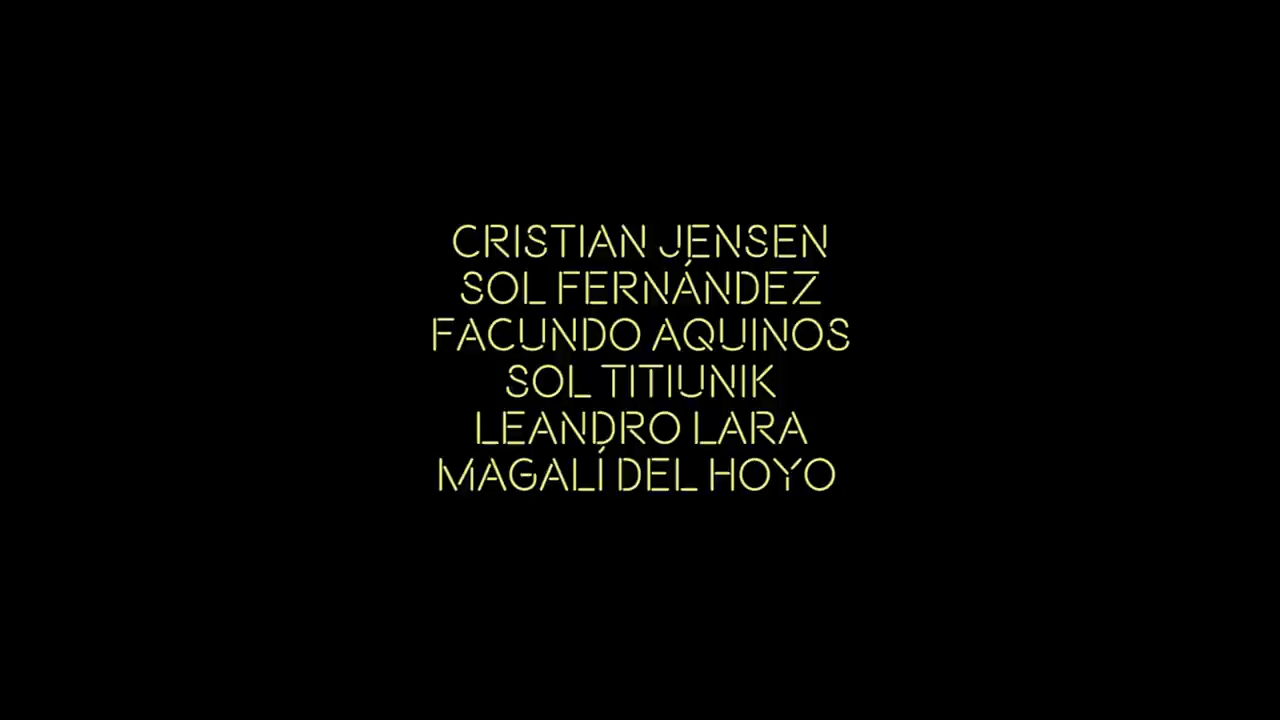 CRISTIAN JENSEN
SOL FERNÁNDEZ
FACUNDO AQUINOS
SOL TITIUNIK
LEANDRO LARA
MAGALÍ DEL HOYO